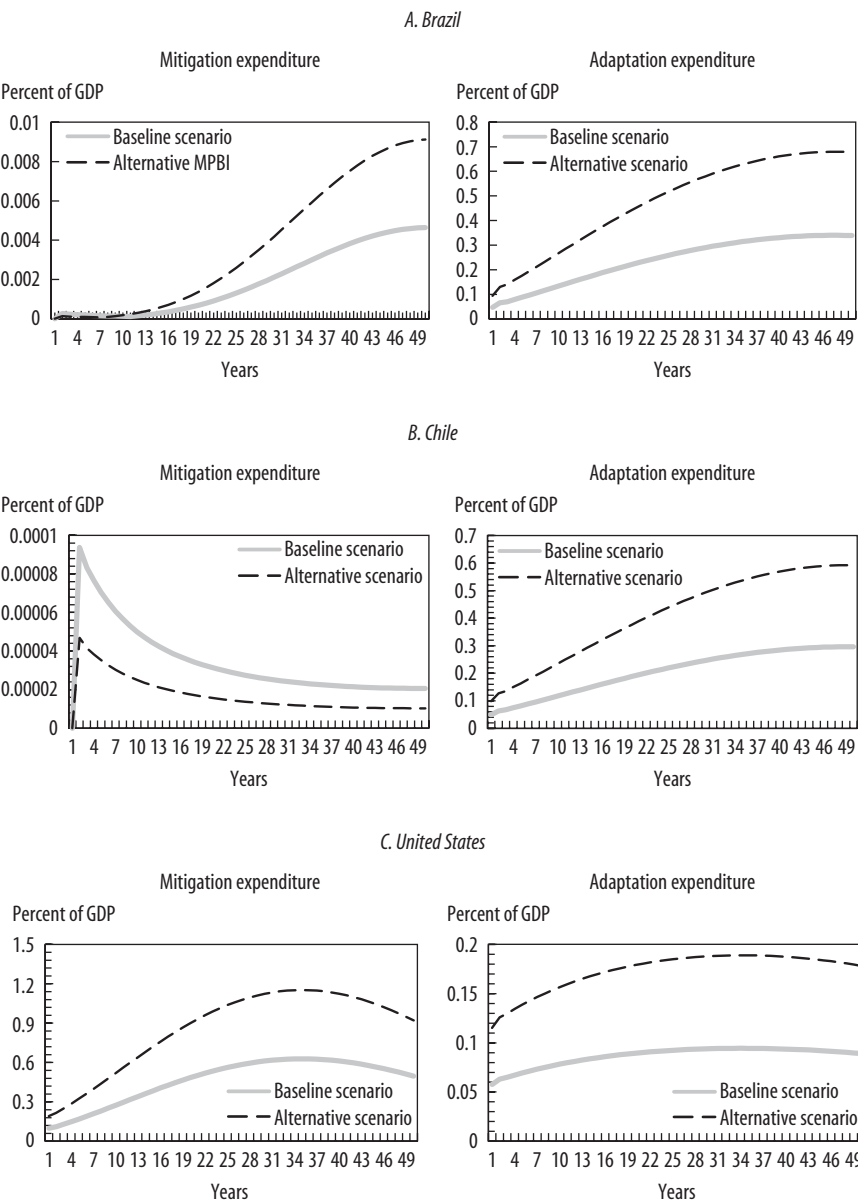 A. Brazil
Mitigation expenditure
Adaptation expenditure
Percent of GDP
Percent of GDP
0.01
0.008
0.006
0.004
0.002
0
Baseline scenario
Alternative MPBI
1 4 7 10 13 16 19 22 25 28 31 34 37 40 43 46 49
Years
0.8
0.7
0.6
0.5
0.4
0.3
0.2
0.1
0
Baseline scenario
Alternative scenario
1 4 7 10 13 16 19 22 25 28 31 34 37 40 43 46 49
Years
B. Chile
Mitigation expenditure
Adaptation expenditure
Percent of GDP
Percent of GDP
0.0001
0.00008
0.00006
0.00004
0.00002
0
Baseline scenario
Alternative scenario
1 4 7 10 13 16 19 22 25 28 31 34 37 40 43 46 49
Years
0.7
0.6
0.5
0.4
0.3
0.2
0.1
0
Baseline scenario
Alternative scenario
1 4 7 10 13 16 19 22 25 28 31 34 37 40 43 46 49
Years
C. United States
Mitigation expenditure
Adaptation expenditure
Percent of GDP
Percent of GDP
1.5
1.2
0.9
0.6
0.3
0
Baseline scenario
Alternative scenario
1 4 7 10 13 16 19 22 25 28 31 34 37 40 43 46 49
Years
0.2
0.15
0.1
0.05
0
Baseline scenario
Alternative scenario
1 4 7 10 13 16 19 22 25 28 31 34 37 40 43 46 49
Years